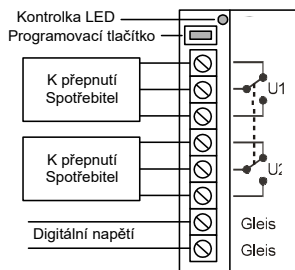 Kontrolka LED
Programovací tlačítko
K přepnutí
Spotřebitel
U1
K přepnutí
Spotřebitel
U2
Digitální napětí
Gleis
Gleis